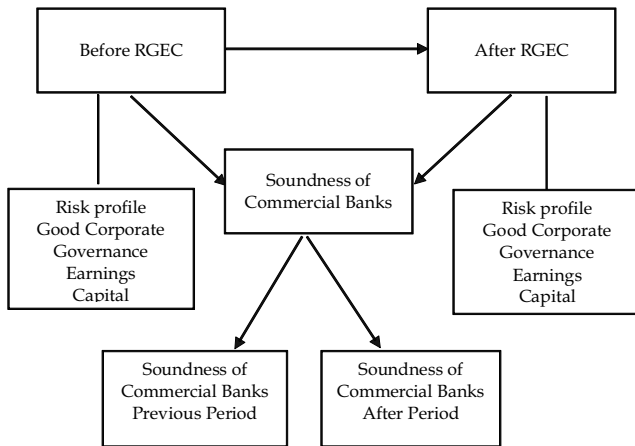 Before RGEC
After RGEC
Soundness of
Commercial Banks
Risk profile
Good Corporate
Governance
Earnings
Capital
Risk profile
Good Corporate
Governance
Earnings
Capital
Soundness of
Commercial Banks
Previous Period
Soundness of
Commercial Banks
After Period